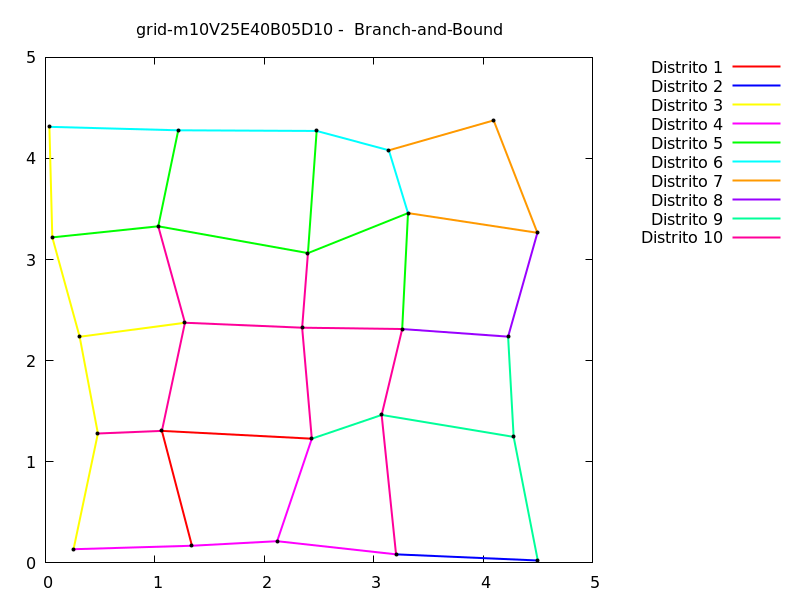 grid-m10V25E40B05D10 -  Branch-and-Bound
5
4
3
2
1
0
0 1 2 3 4 5
Distrito 1
Distrito 2
Distrito 3
Distrito 4
Distrito 5
Distrito 6
Distrito 7
Distrito 8
Distrito 9
Distrito 10